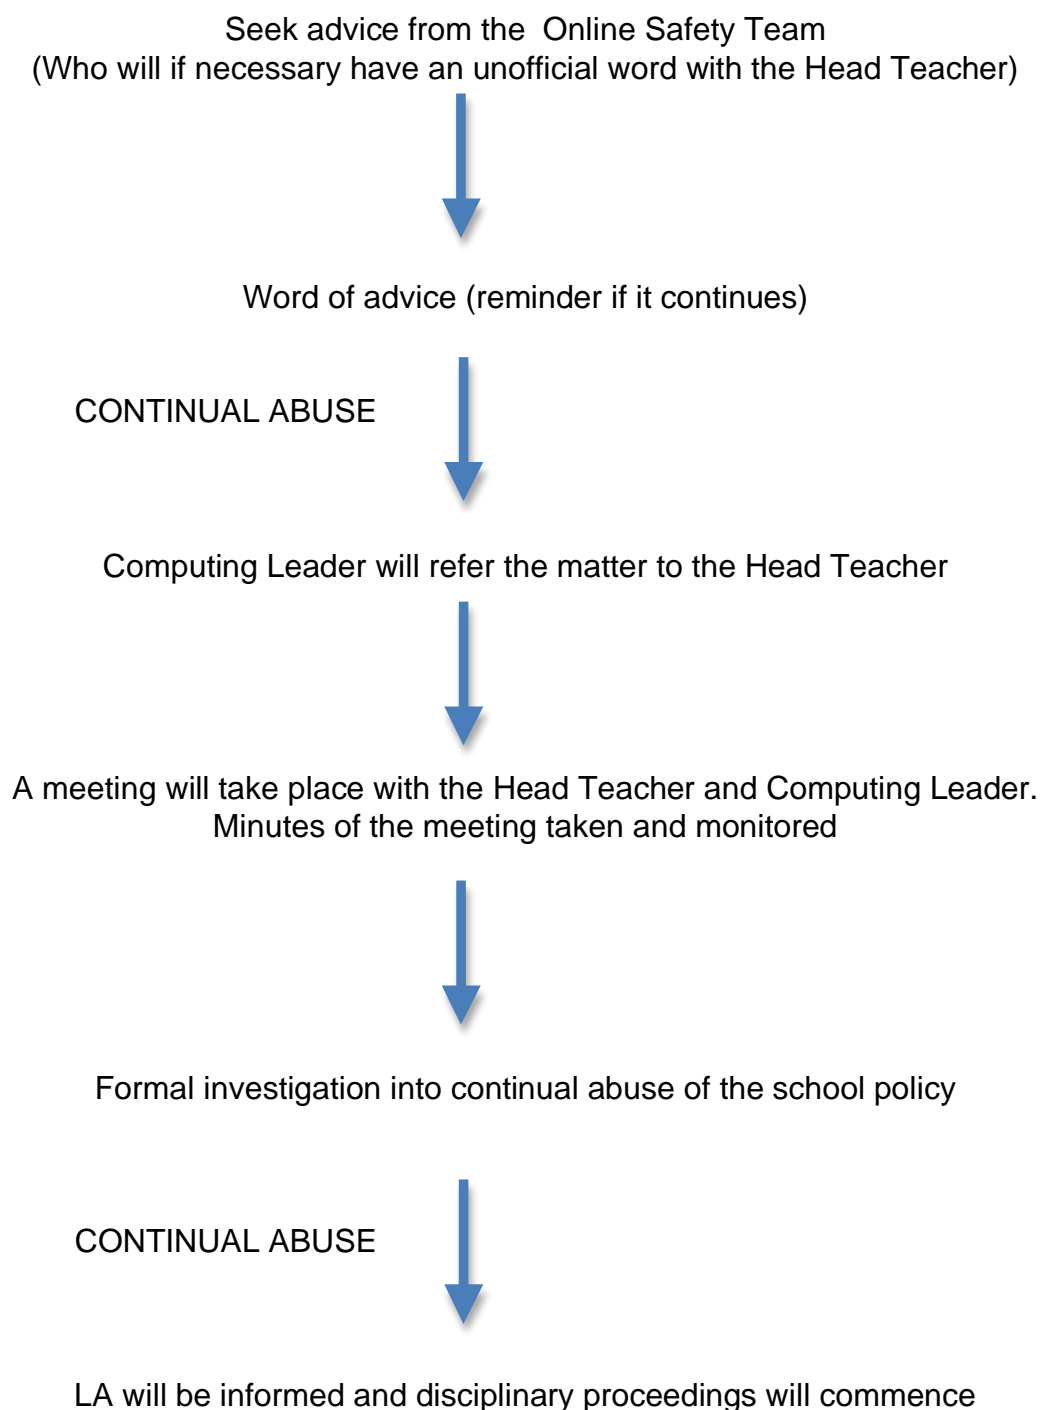 Seek advice from the  Online Safety Team
(Who will if necessary have an unofficial word with the Head Teacher)
Word of advice (reminder if it continues)
CONTINUAL ABUSE
Computing Leader will refer the matter to the Head Teacher
A meeting will take place with the Head Teacher and Computing Leader.
Minutes of the meeting taken and monitored
Formal investigation into continual abuse of the school policy
CONTINUAL ABUSE
LA will be informed and disciplinary proceedings will commence